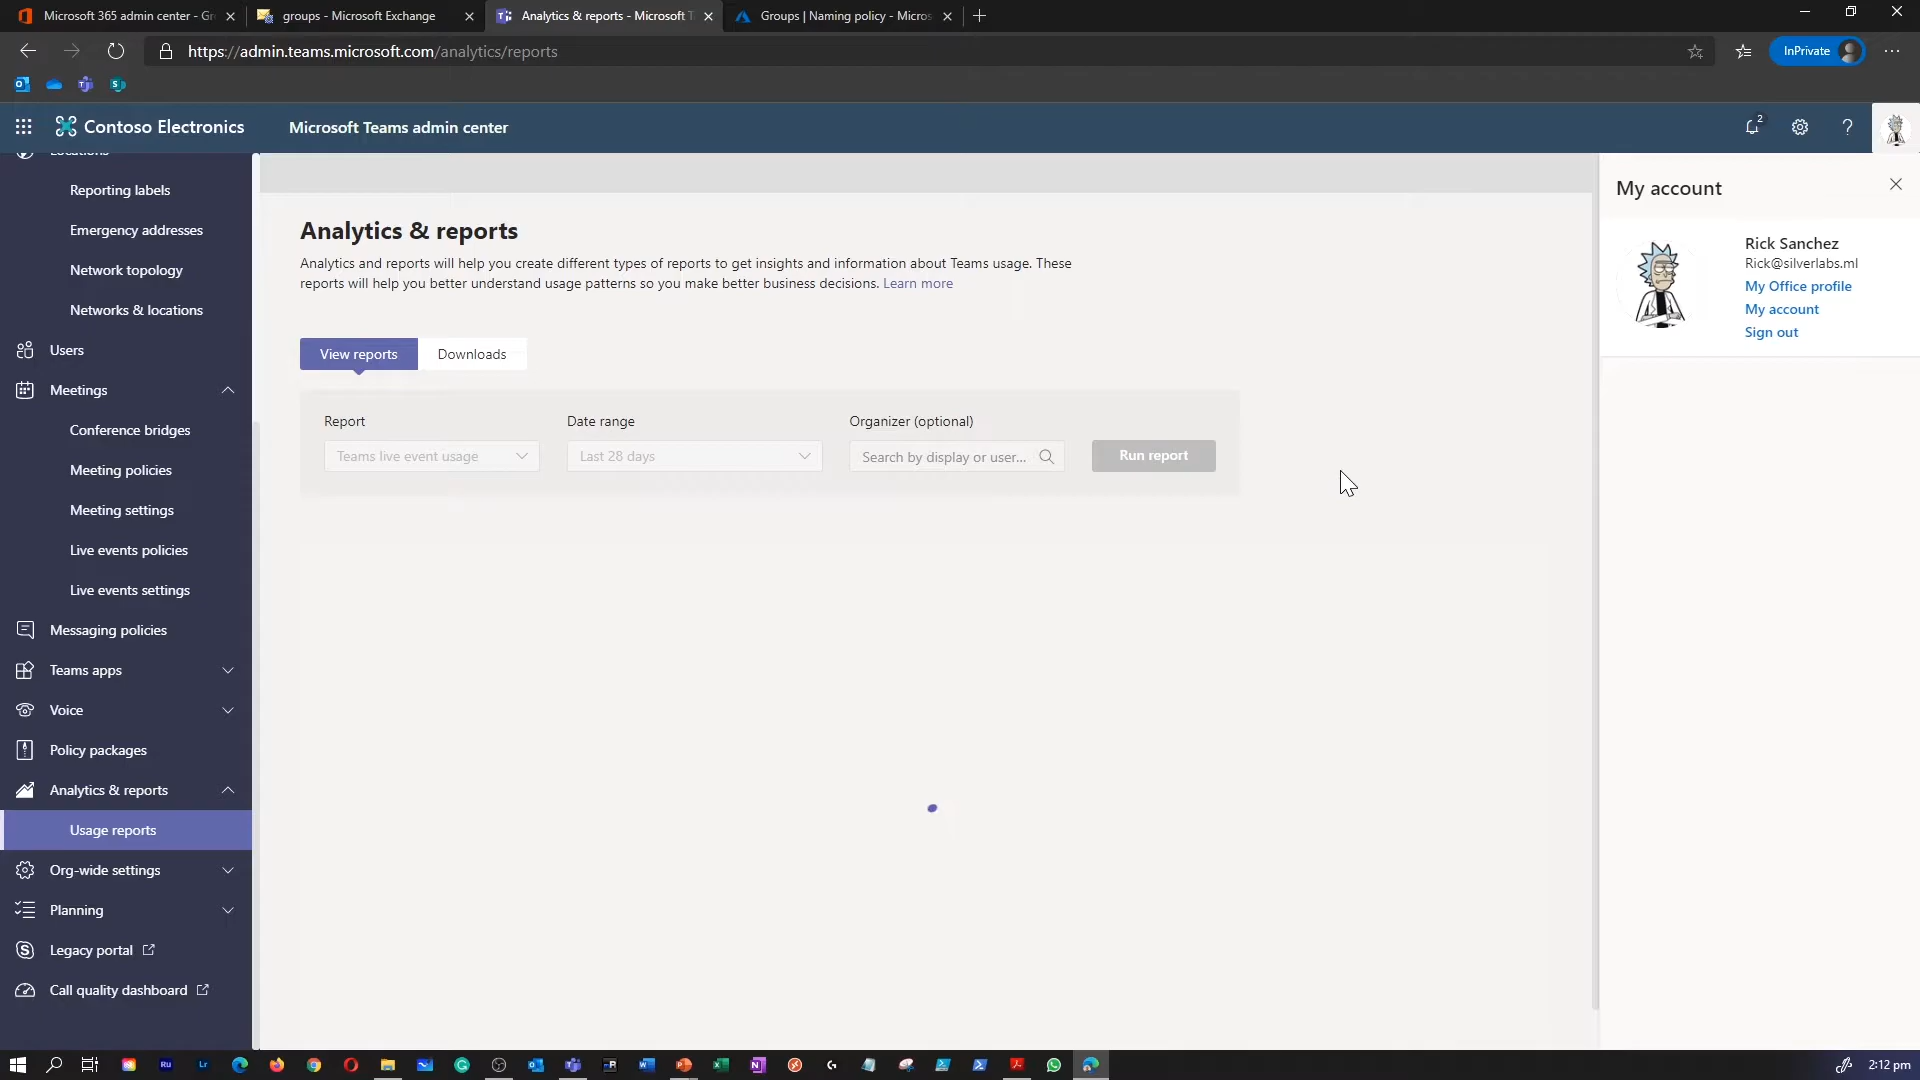 Microsoft 365 admin center - Gr
groups - Microsoft Exchange
Analytics & reports - Microsoft T
Groups | Naming policy - Micros
https://admin.teams.microsoft.com/analytics/reports
InPrivate
Contoso Electronics
Microsoft Teams admin center
2
Locations
Reporting labels
Emergency addresses
Network topology
Networks & locations
Users
Meetings
Conference bridges
Meeting policies
Meeting settings
Live events policies
Live events settings
Messaging policies
Teams apps
Voice
Policy packages
Analytics & reports
Usage reports
Org-wide settings
Planning
Legacy portal
Call quality dashboard
Analytics & reports
Analytics and reports will help you create different types of reports to get insights and information about Teams usage. These
reports will help you better understand usage patterns so you make better business decisions. Learn more
View reports
Downloads
Report
Date range
Organizer (optional)
Teams live event usage
Last 28 days
Search by display or user...
Run report
My account
Rick Sanchez
Rick@silverlabs.ml
My Office profile
My account
Sign out
2:12 pm